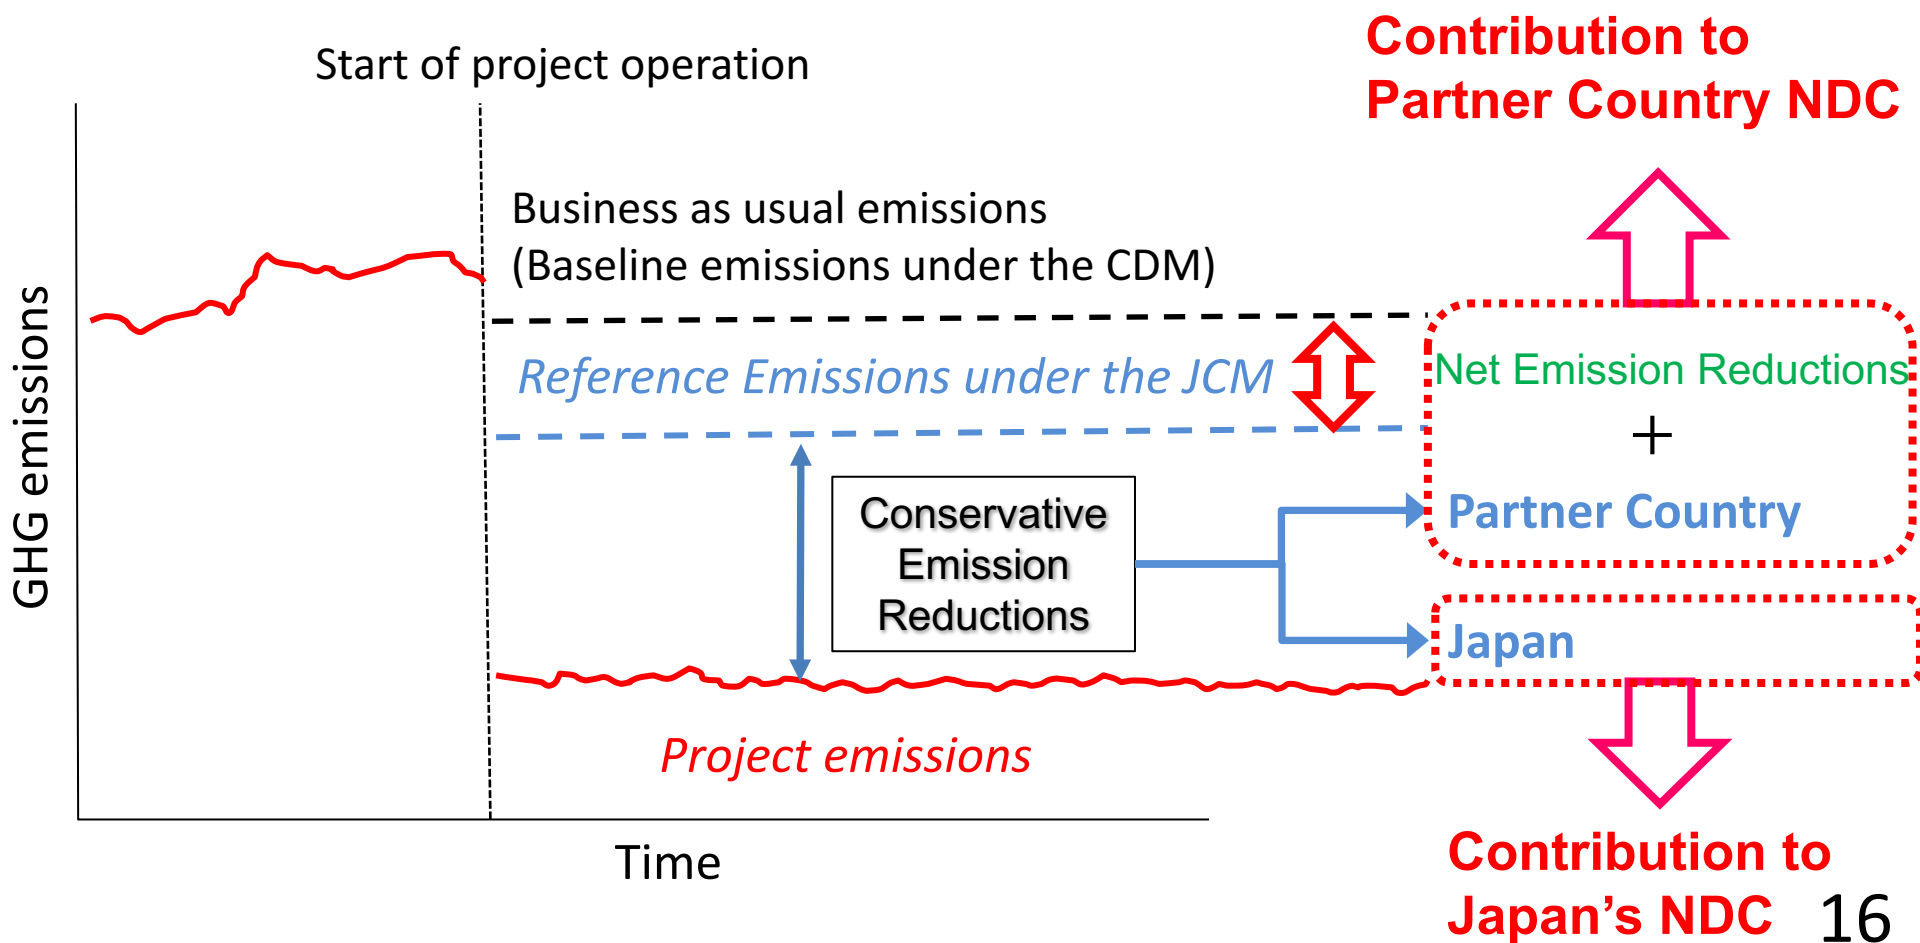 Contribution to
Partner Country NDC
Start of project operation
Business as usual emissions
(Baseline emissions under the CDM)
GHG emissions
Reference Emissions under the JCM
Net Emission Reductions
+
Conservative
Emission
Reductions
Partner Country
Japan
Project emissions
Time
Contribution to
Japan’s NDC
16